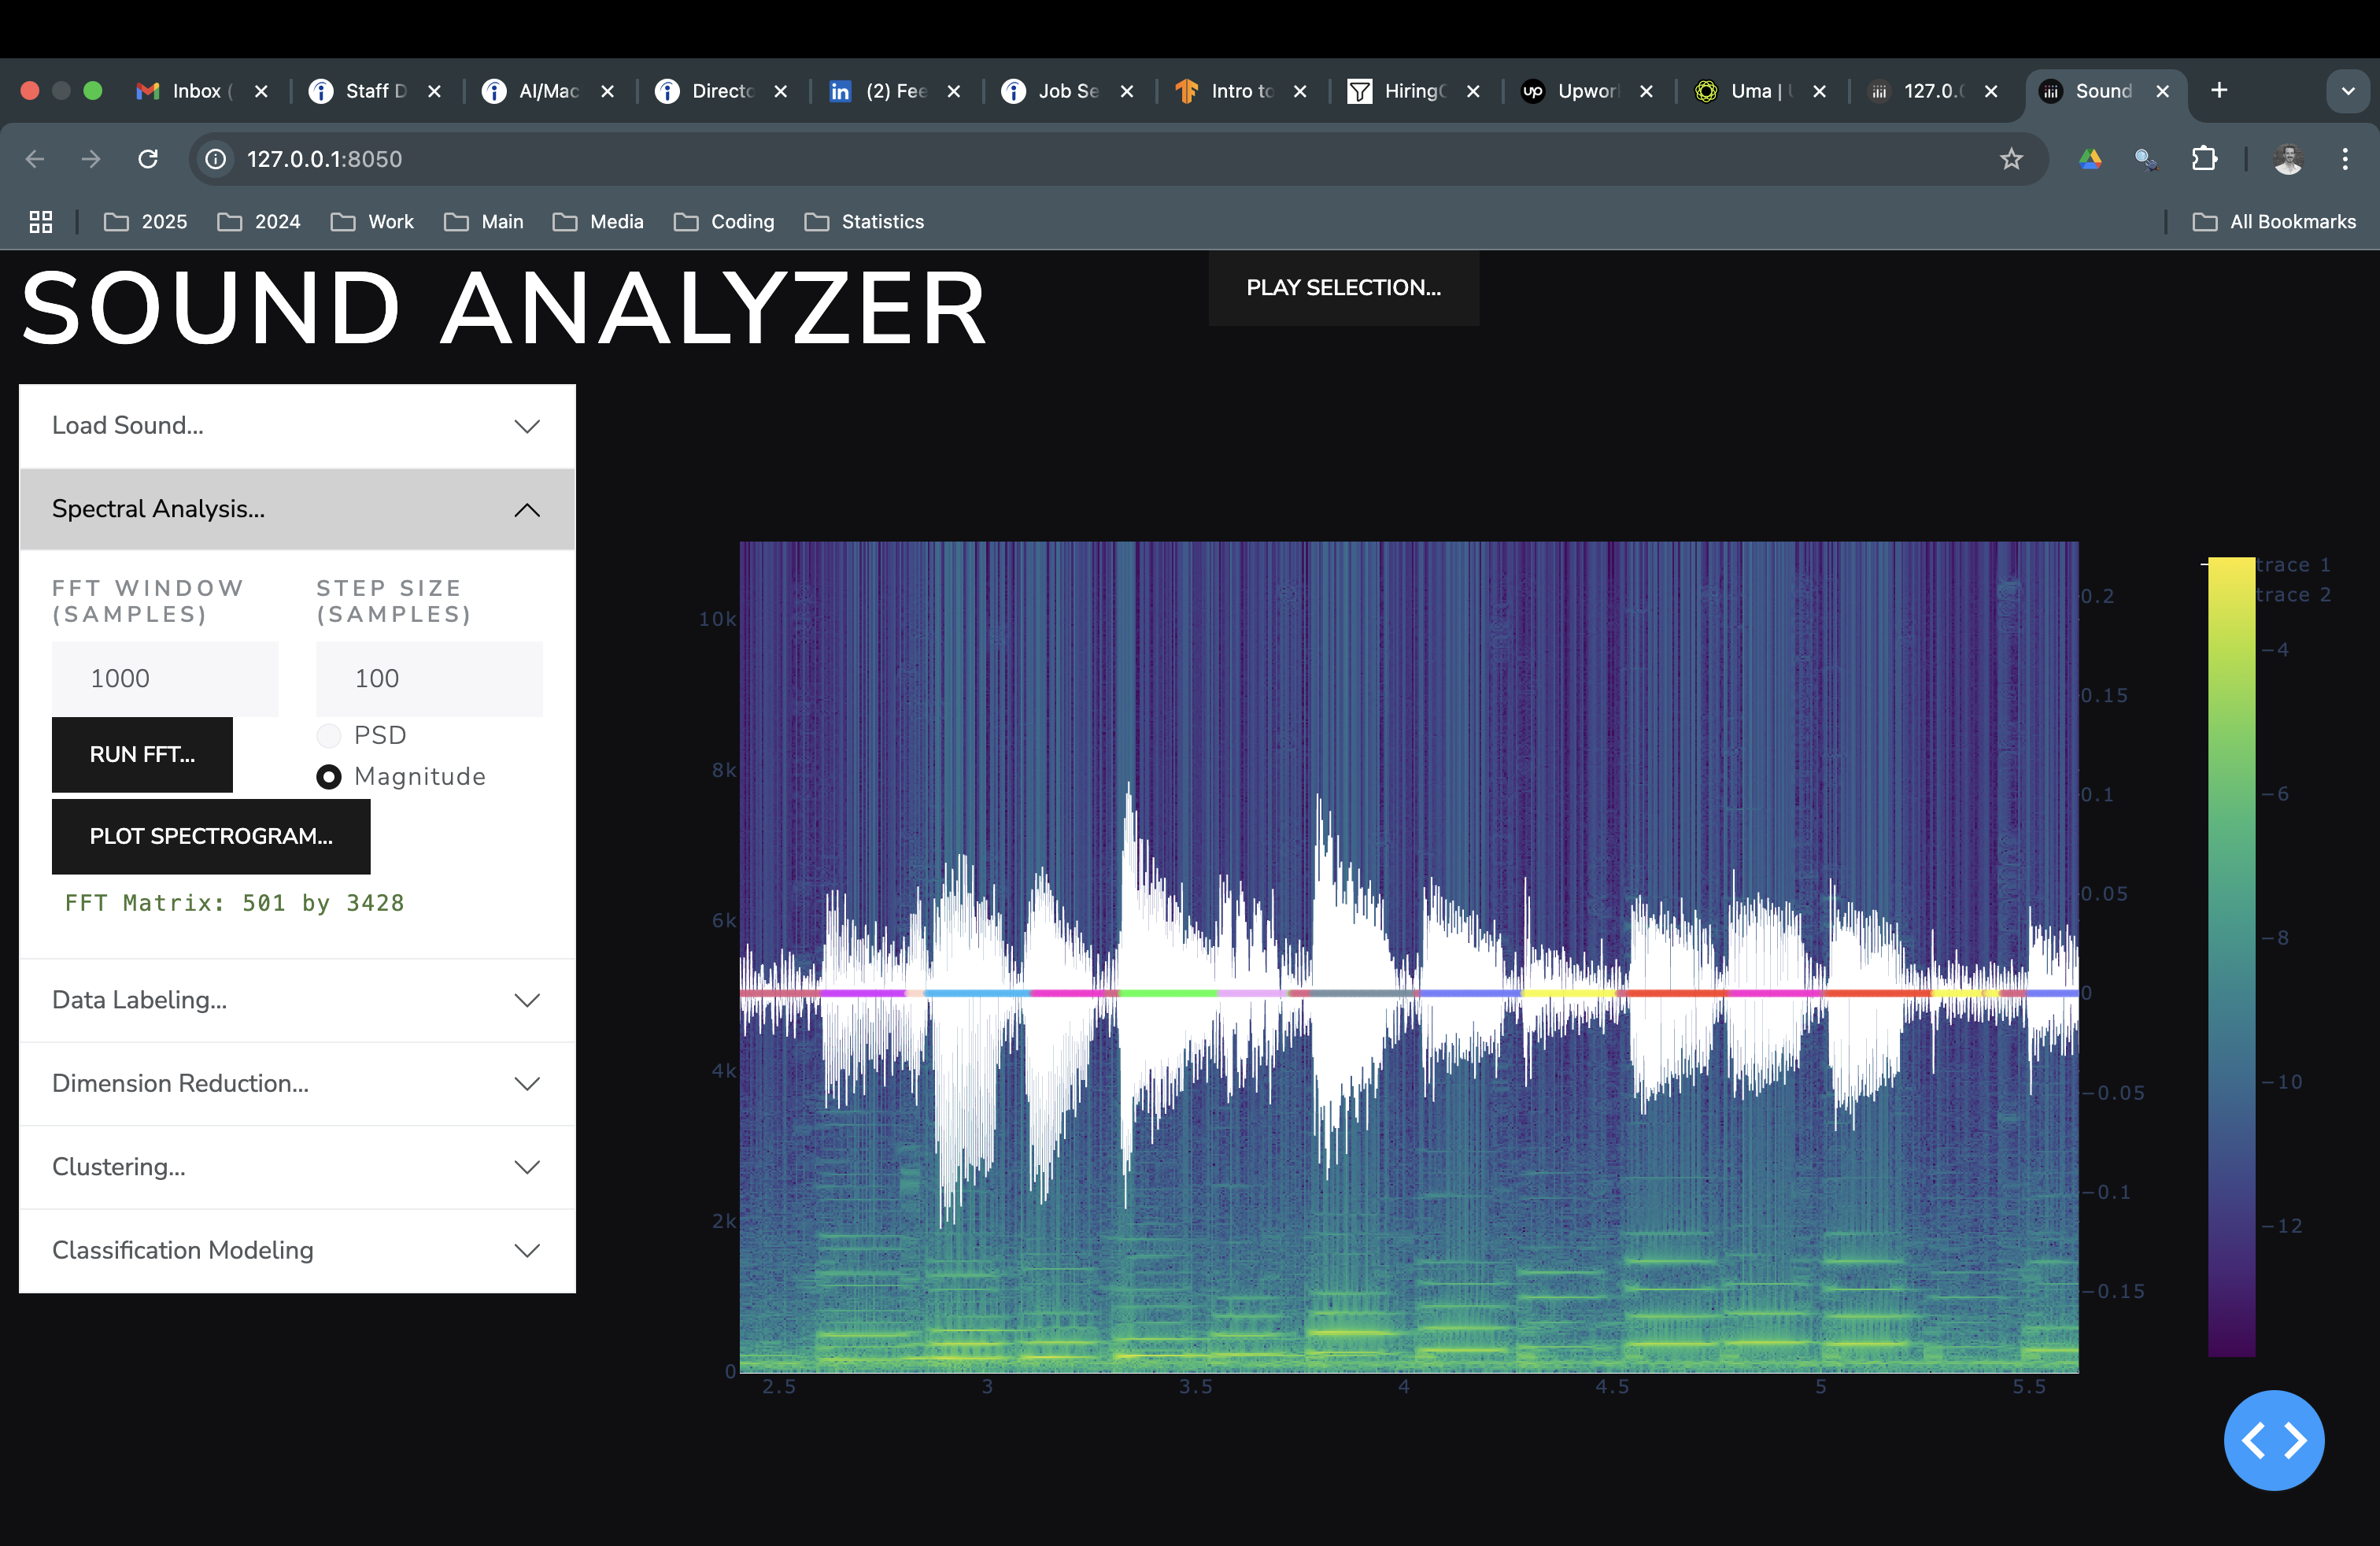 Inbox (
Staff D
AI/Mac
Directo
(2) Fee
Job Se
Intro to
Hiring
Upwor
Uma |
127.0.
Sound
127.0.0.1:8050
2025
2024
Work
Main
Media
Coding
Statistics
All Bookmarks
SOUND ANALYZER
PLAY SELECTION...
Load Sound...
Spectral Analysis...
FFT WINDOW
(SAMPLES)
STEP SIZE
(SAMPLES)
1000
100
RUN FFT...
PSD
Magnitude
PLOT SPECTROGRAM...
FFT Matrix: 501 by 3428
Data Labeling...
Dimension Reduction...
Clustering...
Classification Modeling
10k
8k
6k
4k
2k
0
2.5
3
3.5
4
4.5
5
5.5
0.2
0.15
0.1
0.05
0
−0.05
−0.1
−0.15
trace 1
trace 2
−4
−6
−8
−10
−12